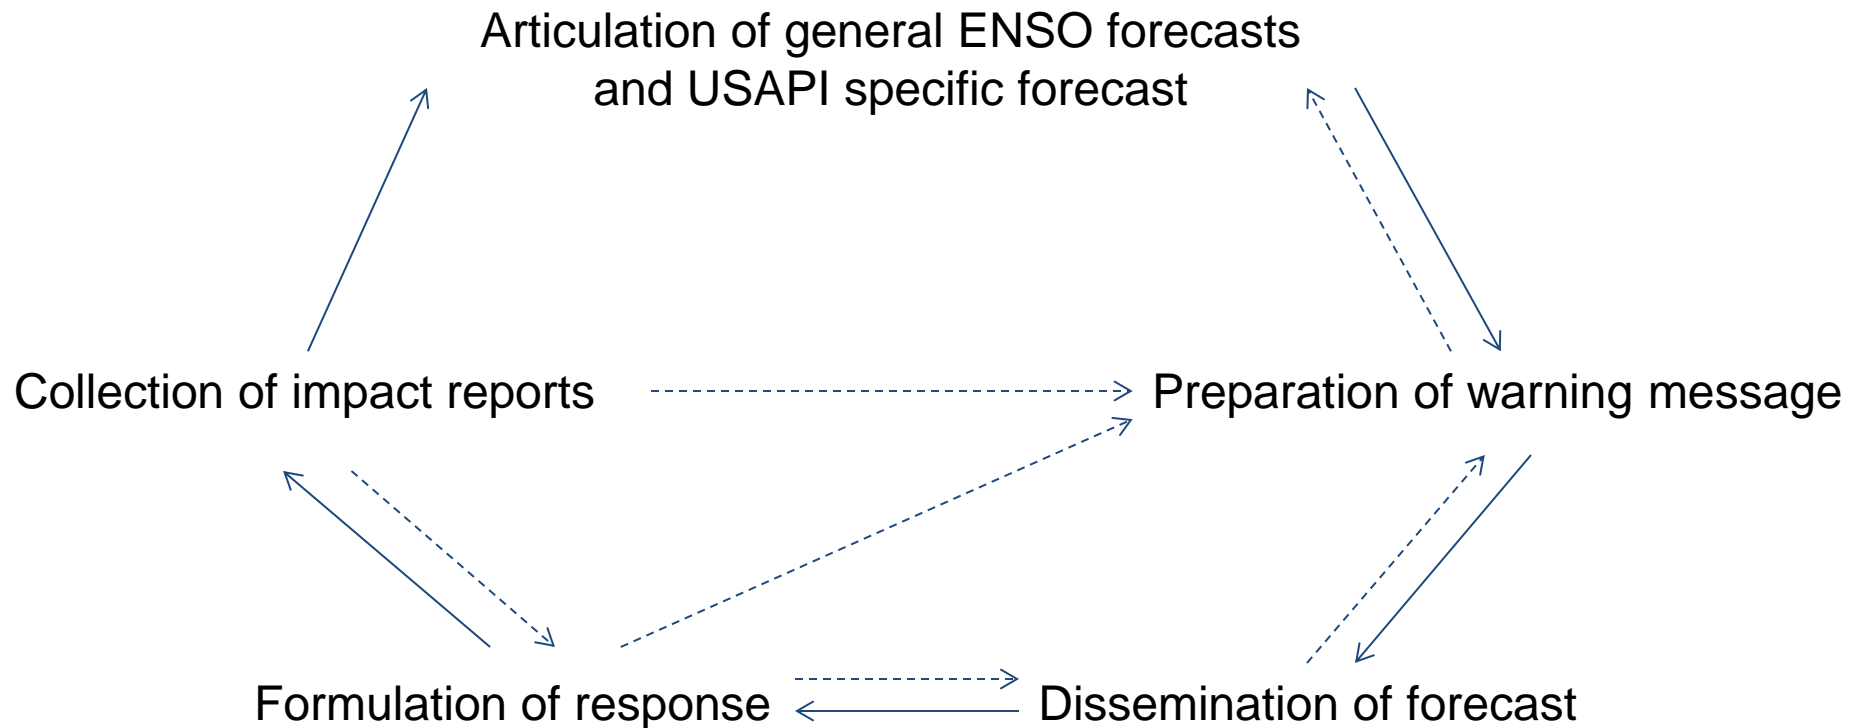 Articulation of general ENSO forecasts
and USAPI specific forecast
Collection of impact reports
Preparation of warning message
Formulation of response
Dissemination of forecast